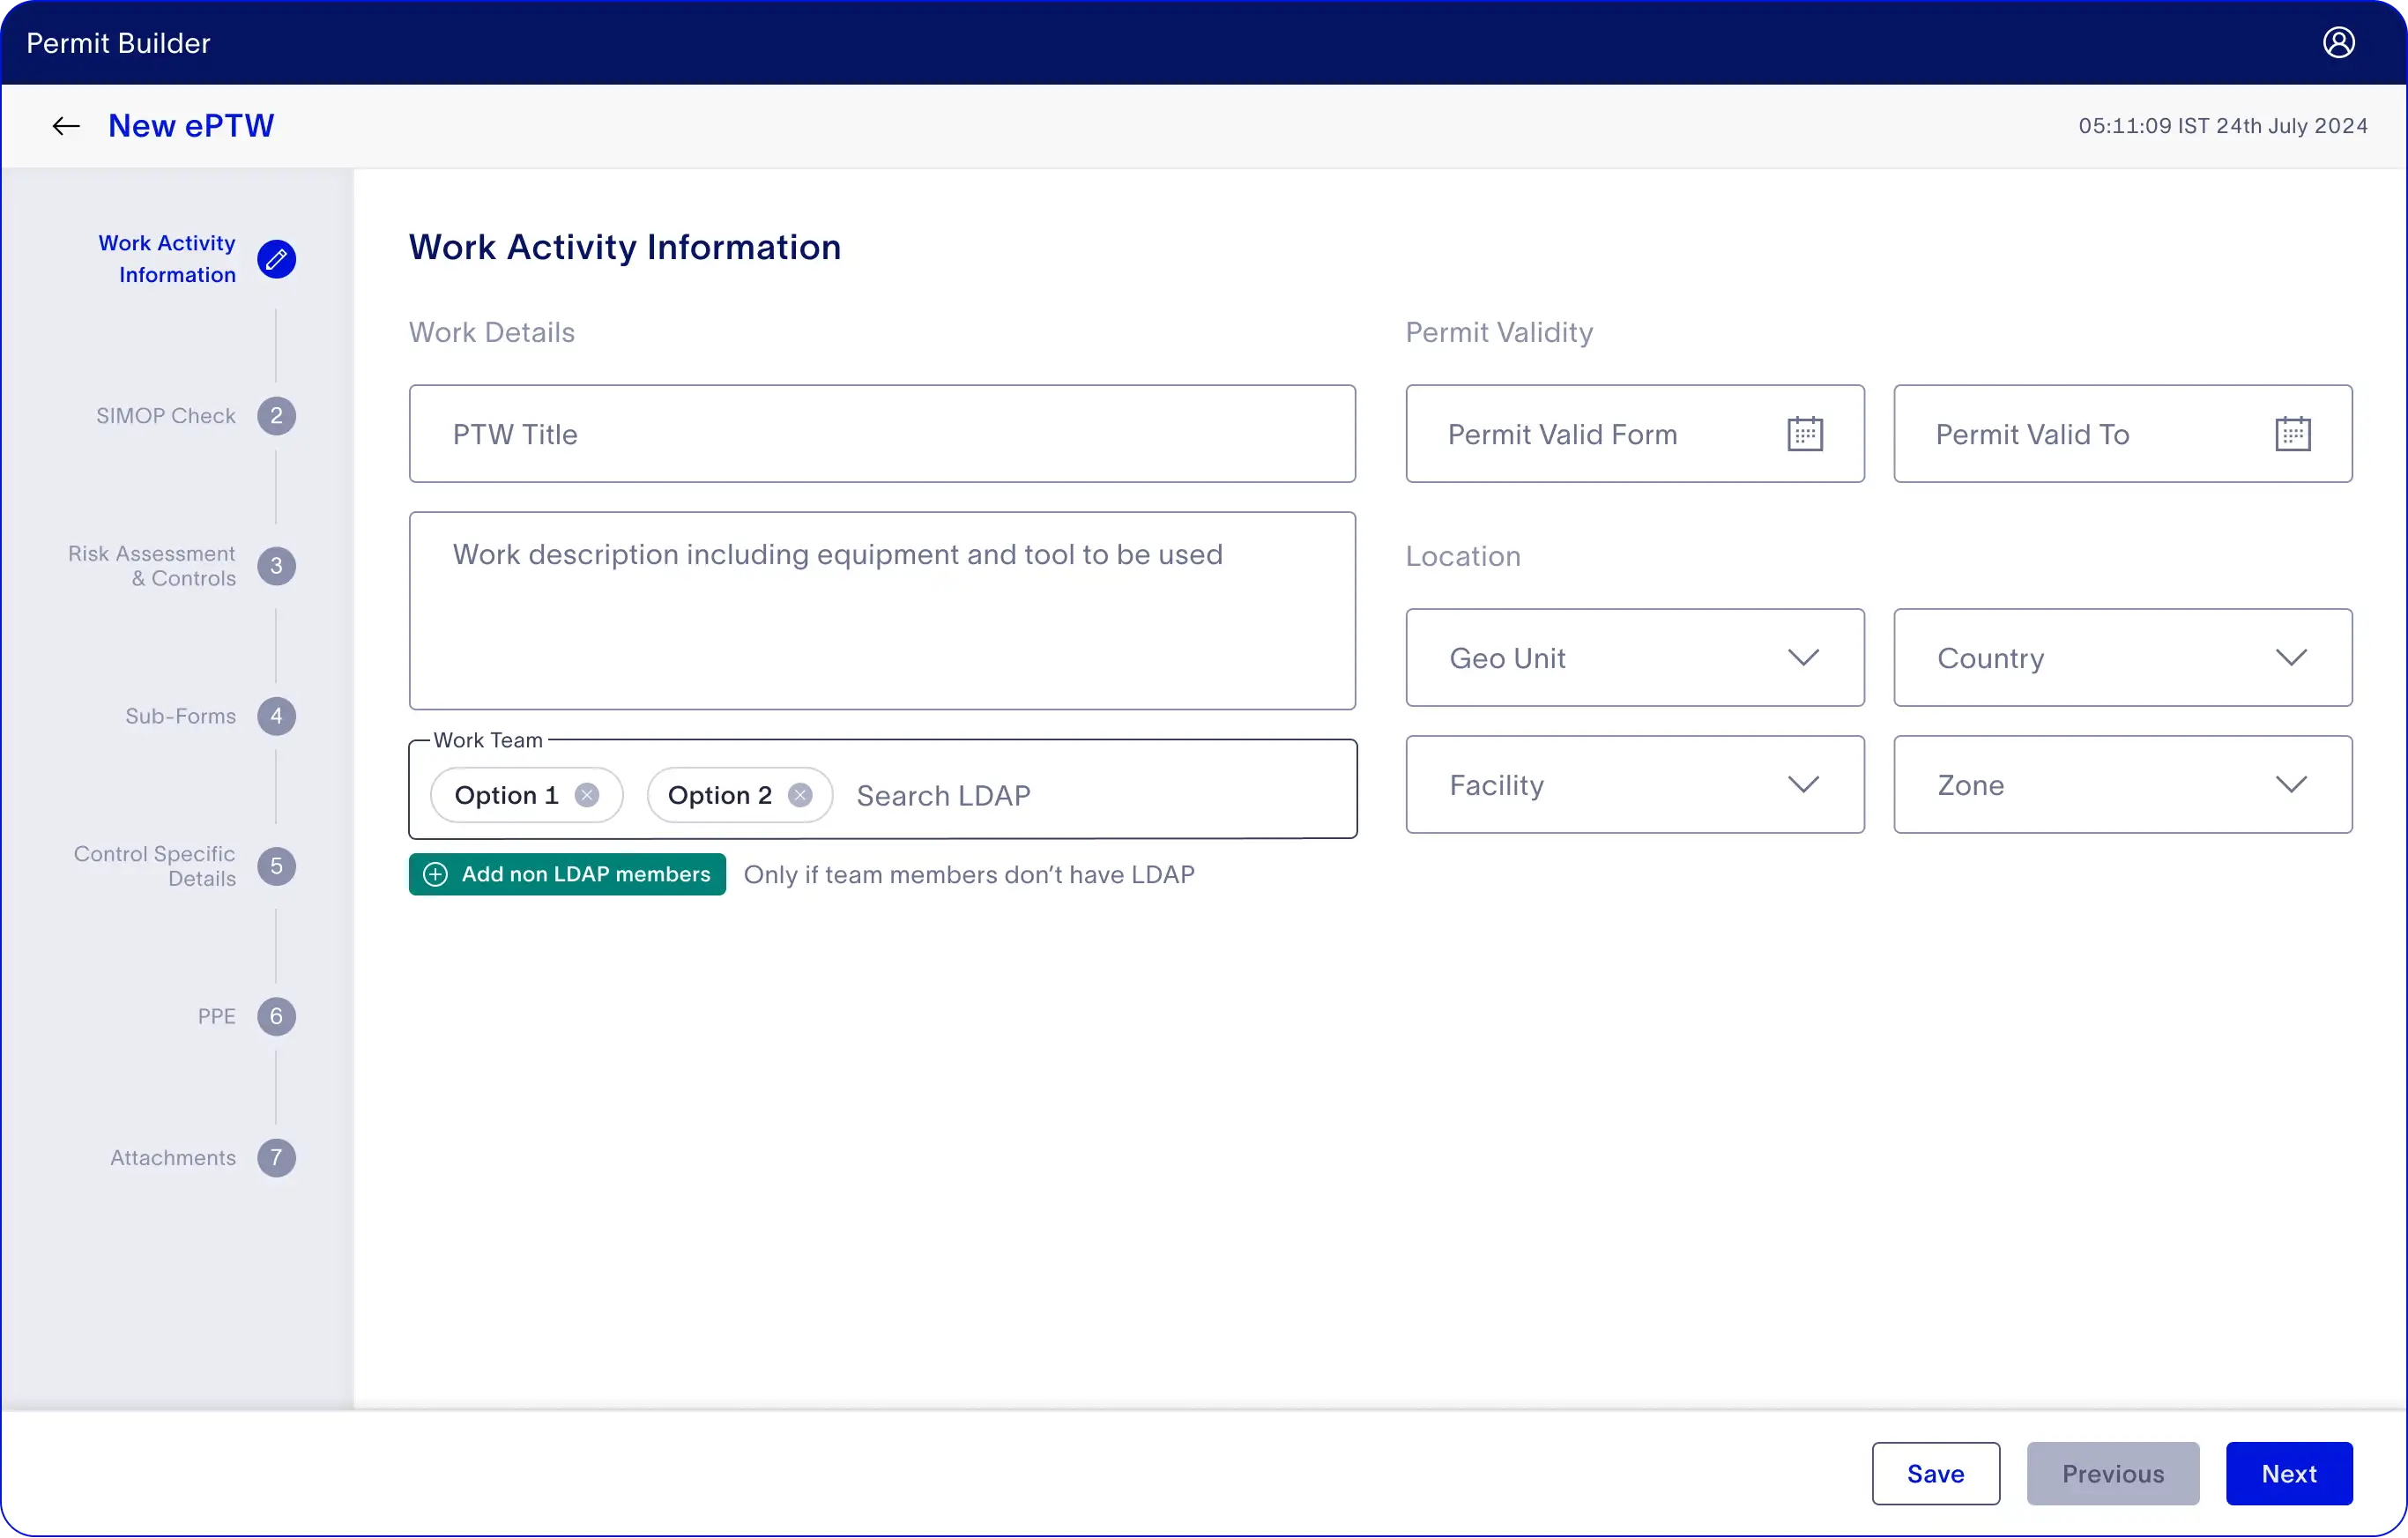 Permit Builder
New ePTW
05:11:09 IST 24th July 2024
Work Activity
Information
SIMOP Check
2
Risk Assessment
& Controls
3
Sub-Forms
4
Control Specific
Details
5
PPE
6
Attachments
7
Work Activity Information
Work Details
PTW Title
Work description including equipment and tool to be used
Work Team
Option 1
Option 2
Search LDAP
Add non LDAP members
Only if team members don’t have LDAP
Permit Validity
Permit Valid Form
Permit Valid To
Location
Geo Unit
Country
Facility
Zone
Save
Previous
Next